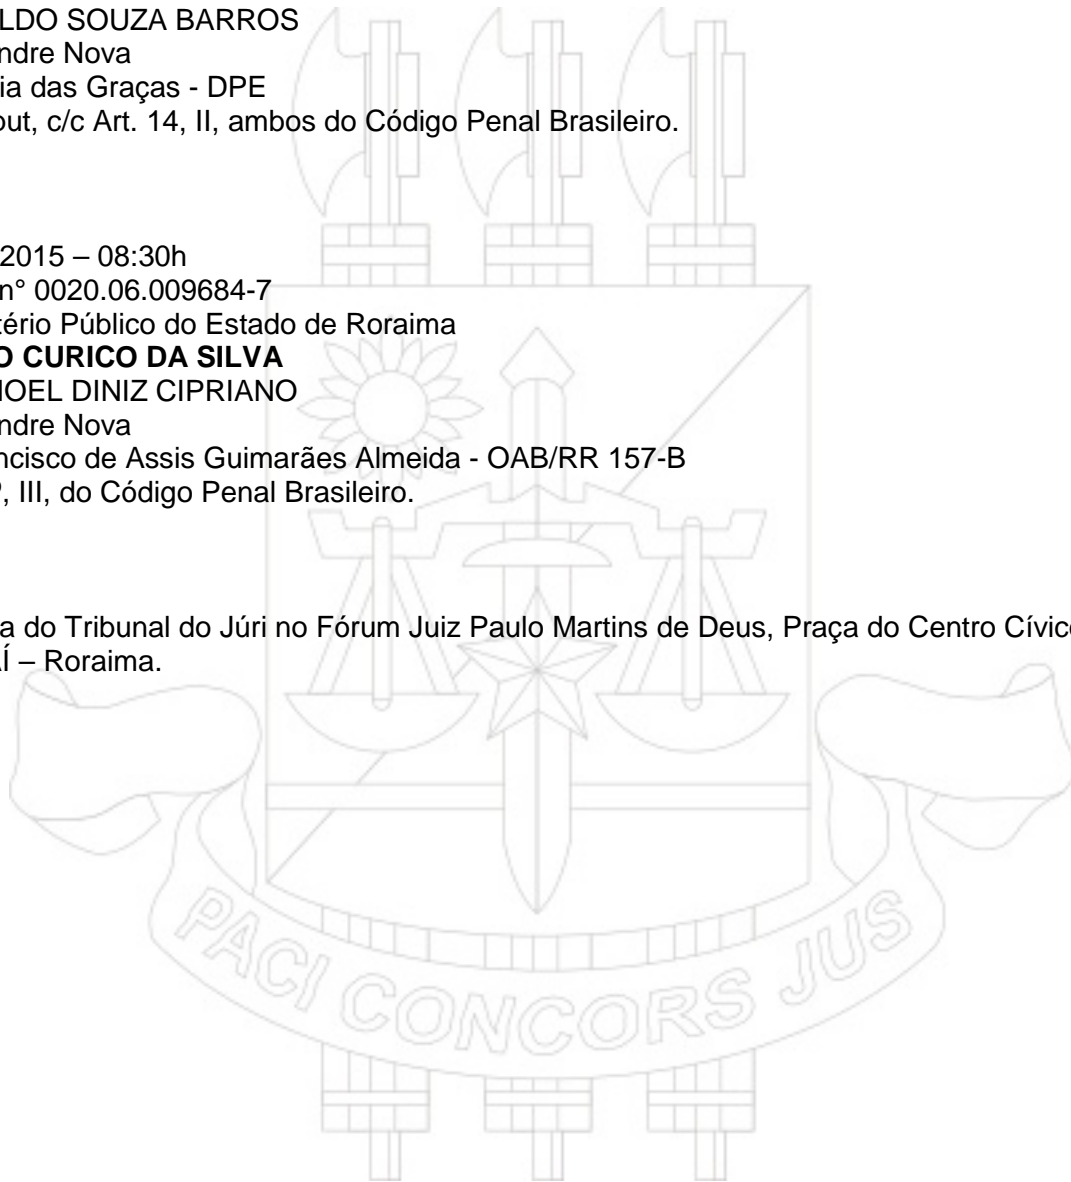 LDO SOUZA BARROS
ndre Nova
ia das Graças - DPE
out, c/c Art. 14, II, ambos do Código Penal Brasileiro.
2015 – 08:30h
n° 0020.06.009684-7
tério Público do Estado de Roraima
O CURICO DA SILVA
NOEL DINIZ CIPRIANO
ndre Nova
ncisco de Assis Guimarães Almeida - OAB/RR 157-B
, III, do Código Penal Brasileiro.
a do Tribunal do Júri no Fórum Juiz Paulo Martins de Deus, Praça do Centro Cívico
AÍ – Roraima.
PACI CONCORS JUS